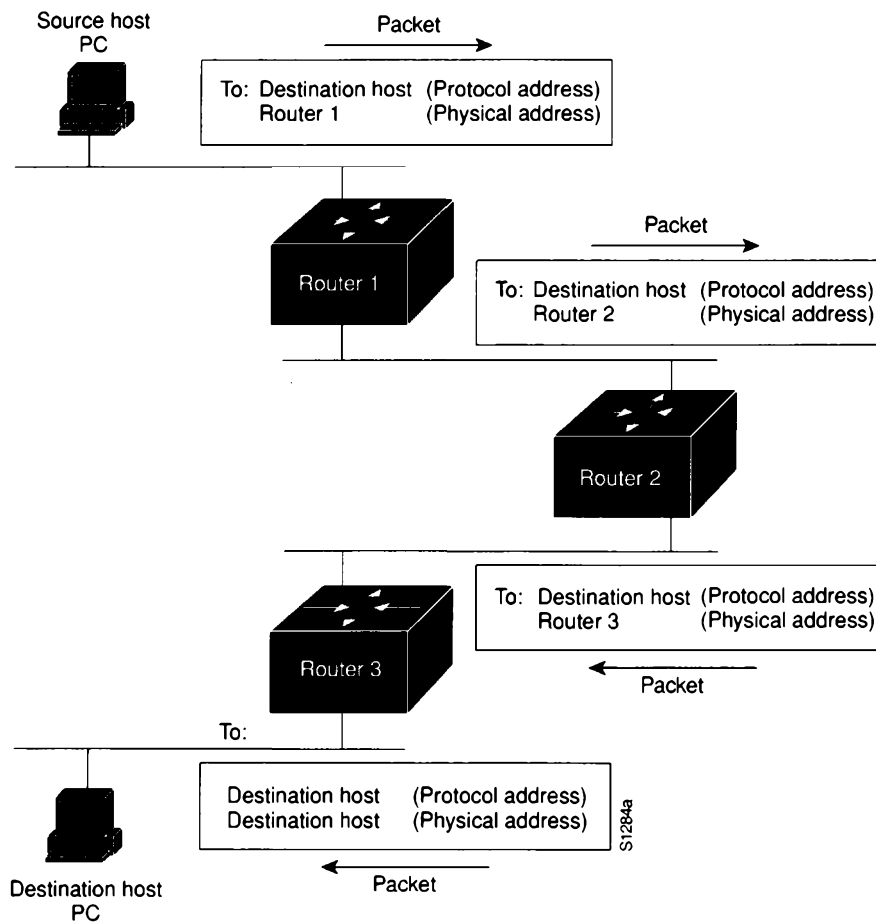 Source host
PC
Packet
To: Destination host (Protocol address)
Router 1 (Physical address)
Router 1
Packet
To: Destination host (Protocol address)
Router 2 (Physical address)
Router 2
To: Destination host (Protocol address)
Router 3 (Physical address)
Packet
Router 3
To:
Destination host (Protocol address)
Destination host (Physical address)
S1284a
Packet
Destination host
PC